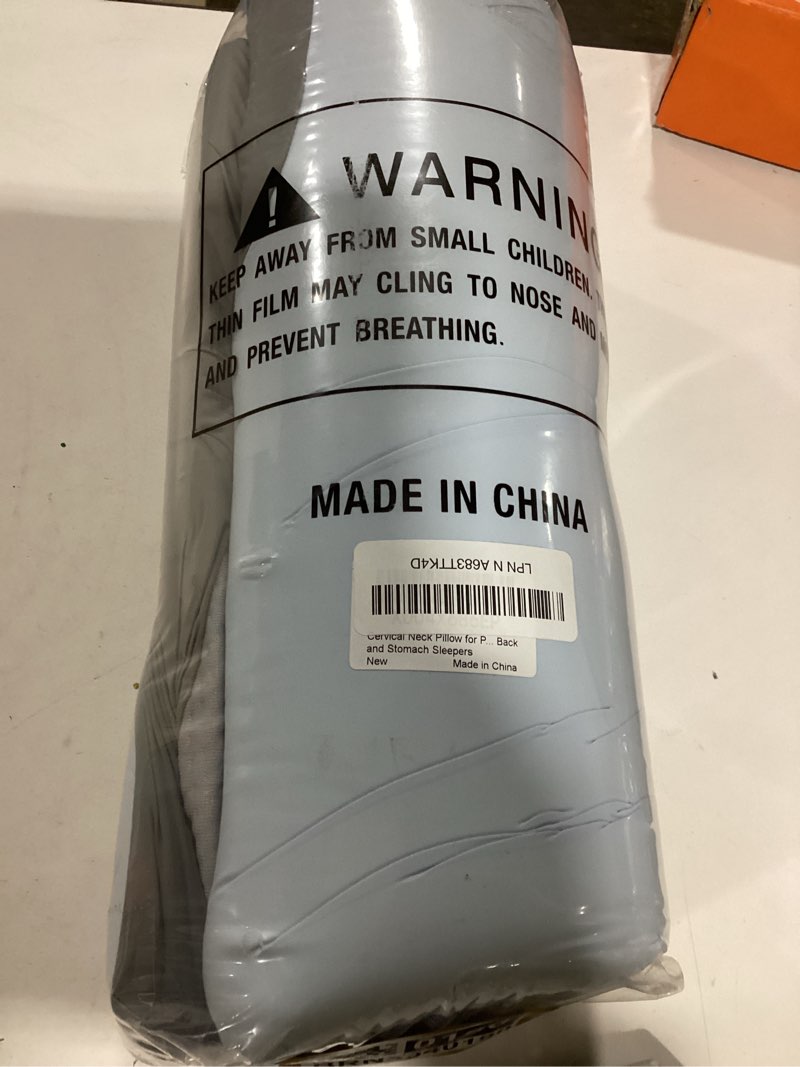 WARNING
KEEP AWAY FROM SMALL CHILDREN.
THIN FILM MAY CLING TO NOSE AND
AND PREVENT BREATHING.
MADE IN CHINA
LPN N A683TTK4D
Cervical Neck Pillow for P... Back
and Stomach Sleepers
New Made in China